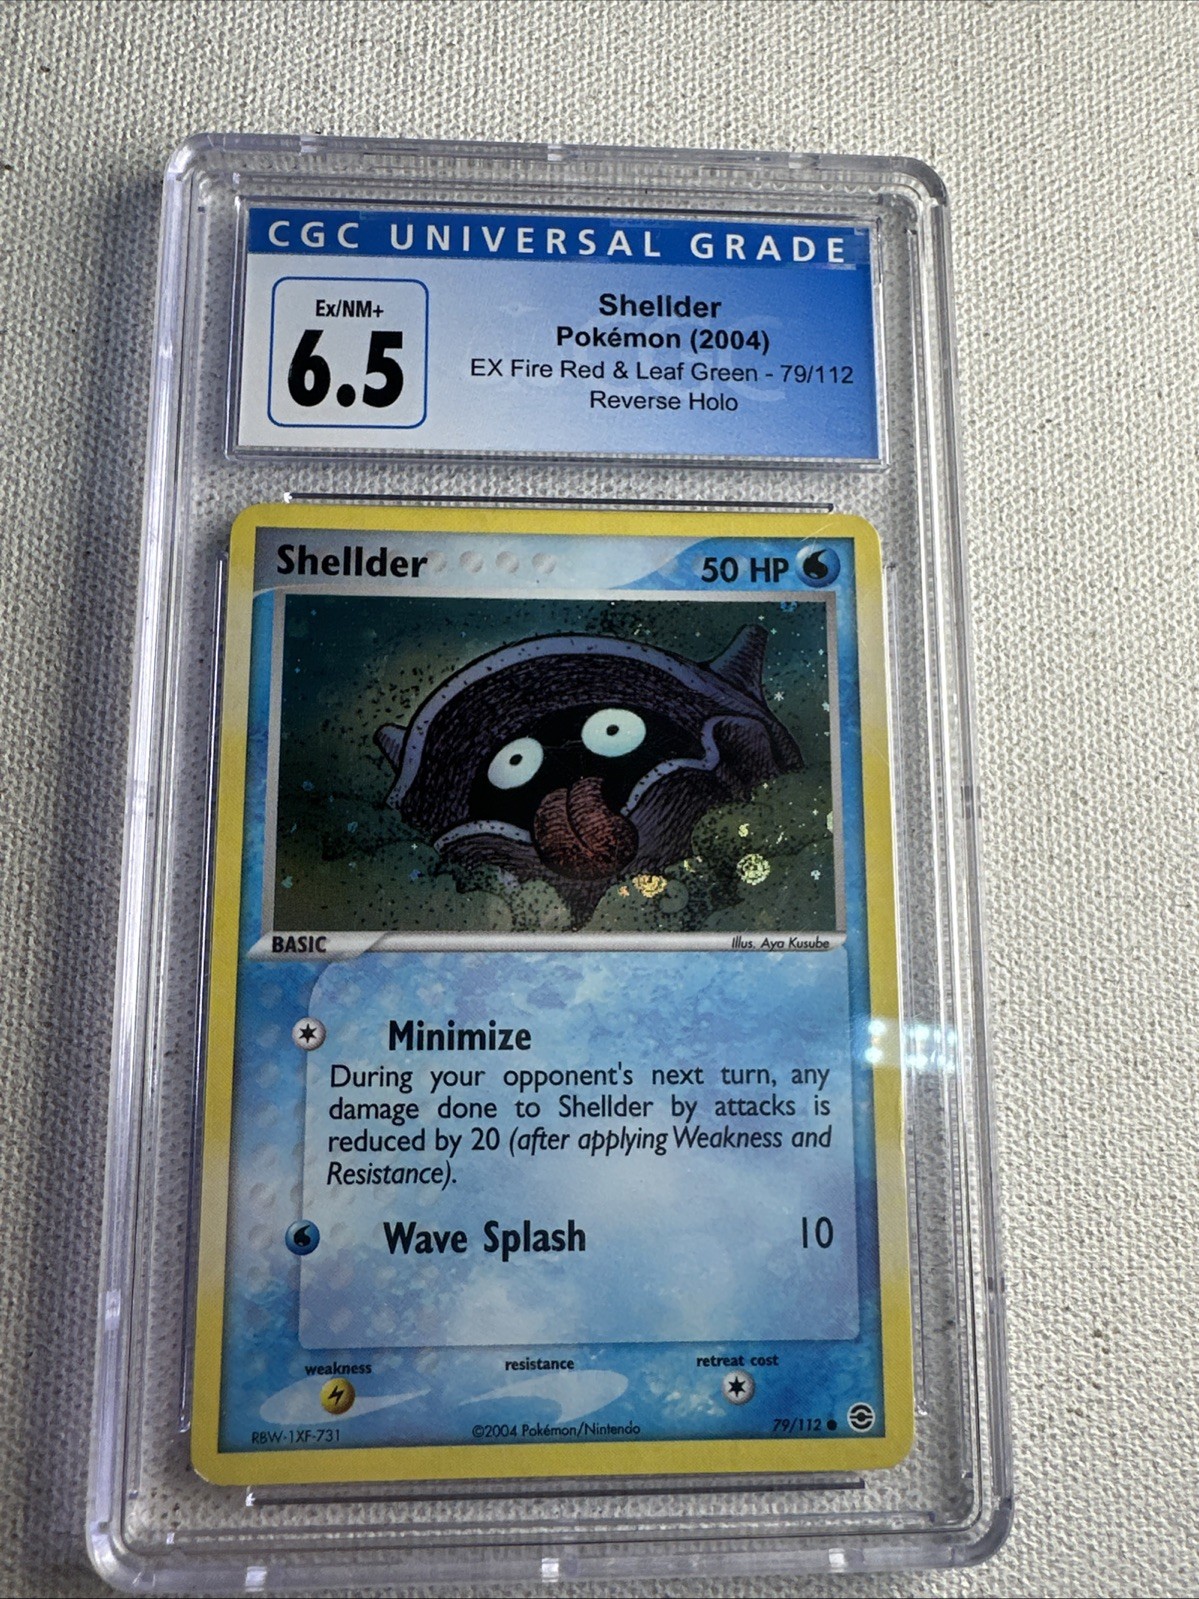 CGC UNIVERSAL GRADE
Ex/NM+
6.5
Shellder
Pokémon (2004)
EX Fire Red & Leaf Green - 79/112
Reverse Holo
Shellder
50 HP
BASIC
Illus. Aya Kusube
Minimize
During your opponent's next turn, any
damage done to Shellder by attacks is
reduced by 20 (after applying Weakness and
Resistance).
Wave Splash 10
weakness
resistance
retreat cost
RBW-1XF-731
©2004 Pokémon/Nintendo
79/112